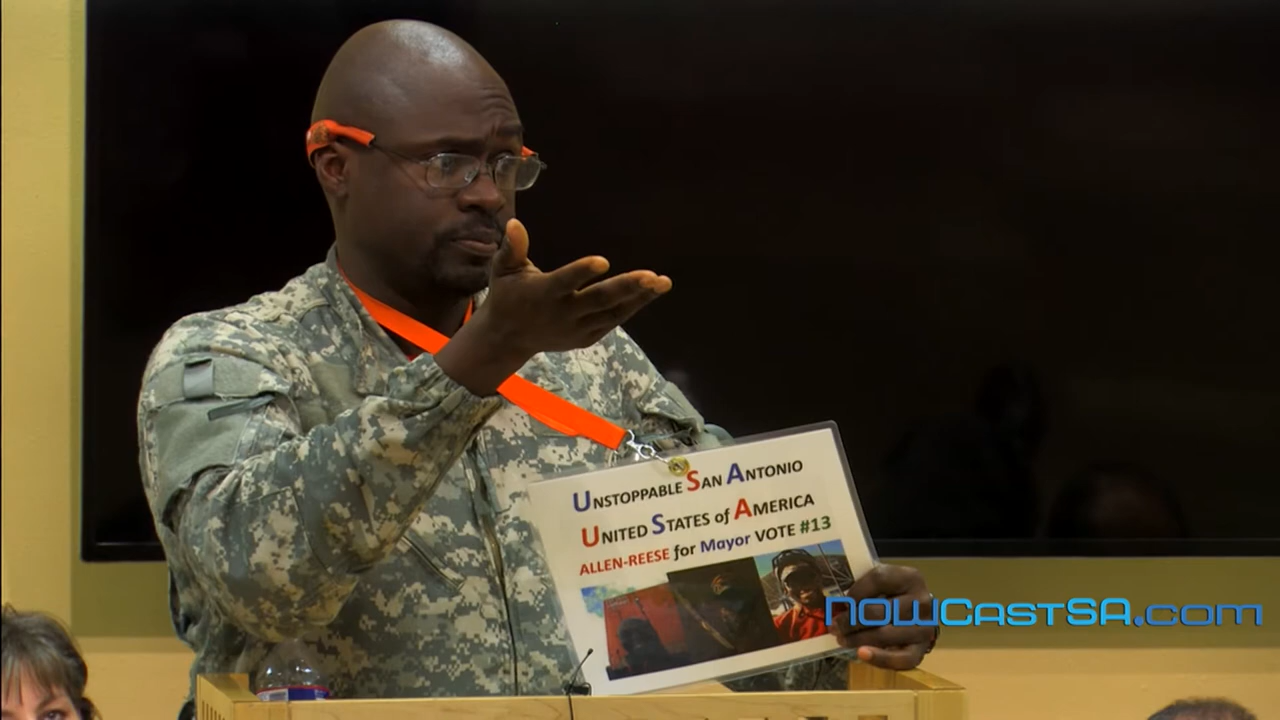 UNSTOPPABLE SAN ANTONIO
UNITED STATES of AMERICA
ALLEN-REESE for Mayor VOTE #13
NOWCastSA.com